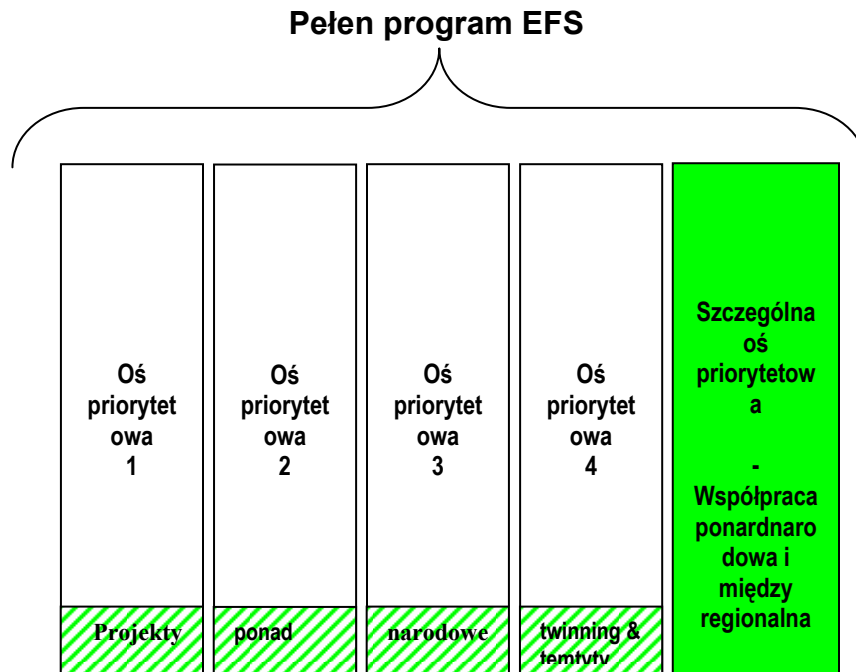 Pełen program EFS
Oś
priorytet
owa
1
Oś
priorytet
owa
2
Oś
priorytet
owa
3
Oś
priorytet
owa
4
Szczególna
oś
priorytetow
a
-
Współpraca
ponardnaro
dowa i
między
regionalna
Projekty
ponad
narodowe
twinning &
temtyty